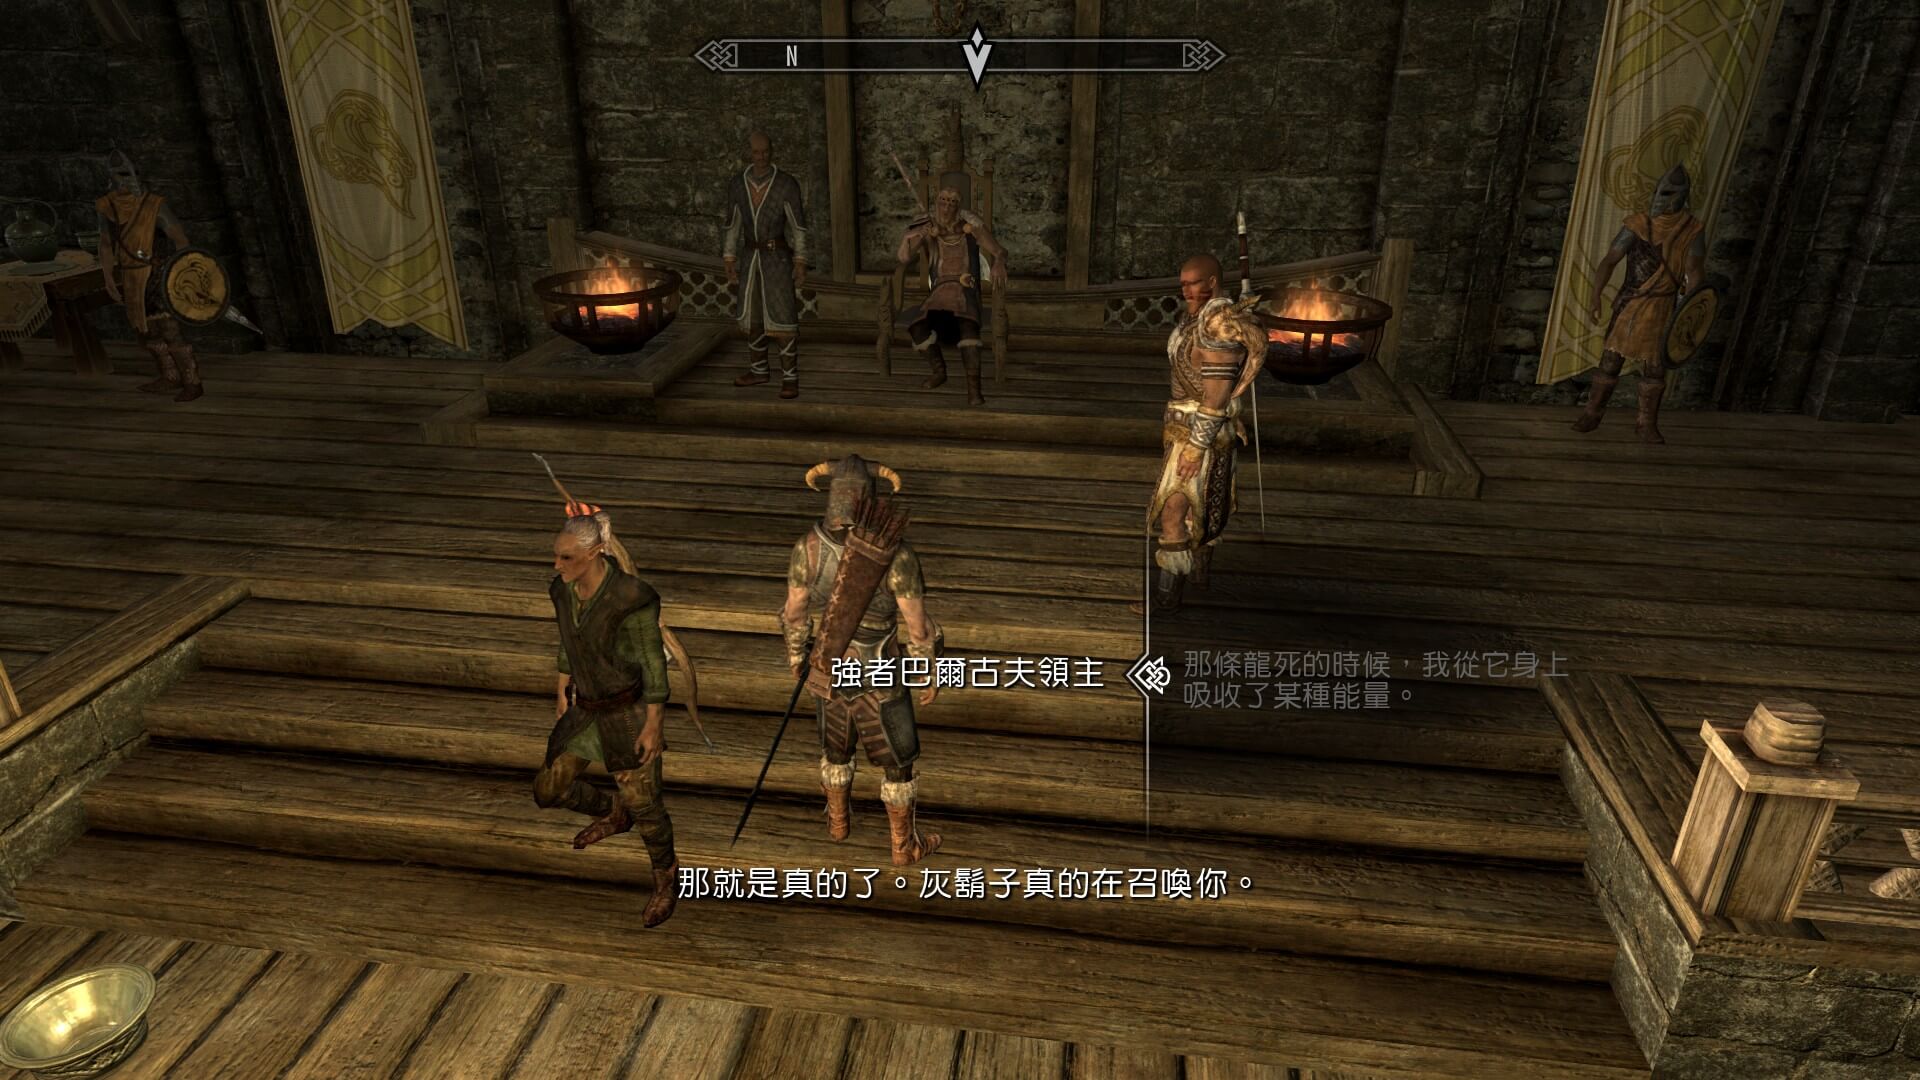 N
強者巴爾古夫領主
那條龍死的時候，我從它身上
吸收了某種能量。
那就是真的了。灰鬍子真的在召喚你。